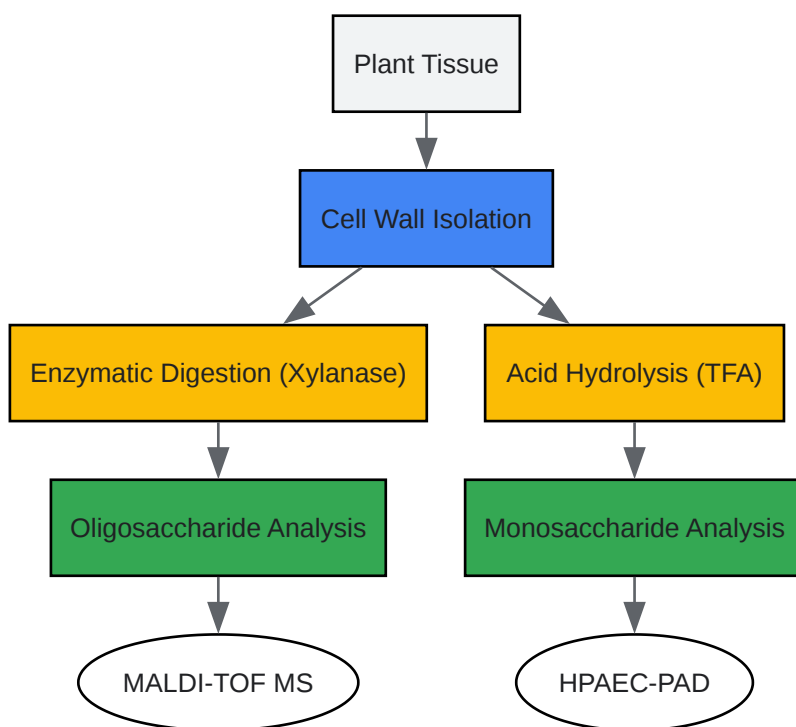 Plant Tissue
Cell Wall Isolation
Enzymatic Digestion (Xylanase)
Acid Hydrolysis (TFA)
Oligosaccharide Analysis
Monosaccharide Analysis
MALDI-TOF MS
HPAEC-PAD